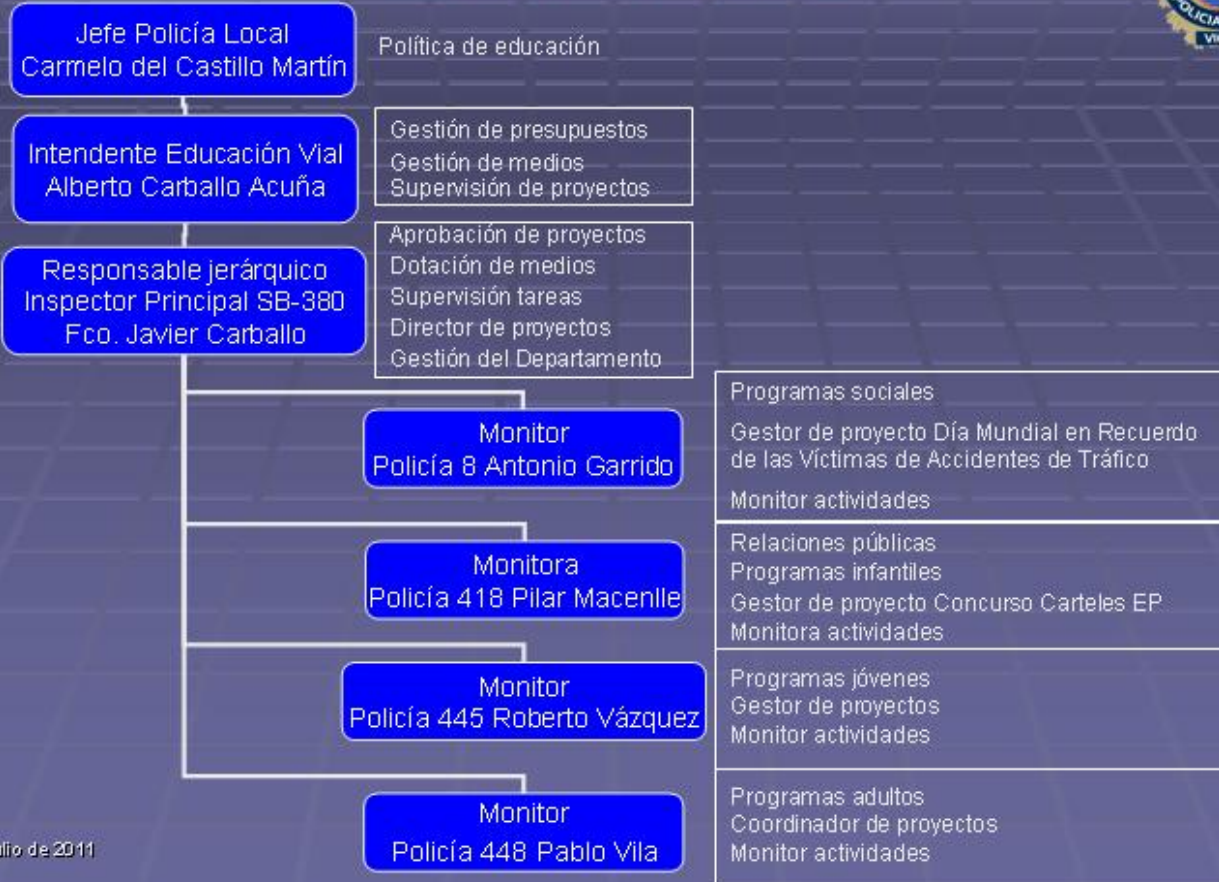 Jefe Policía Local
Carmelo del Castillo Martín
Política de educación
Intendente Educación Vial
Alberto Carballo Acuña
Gestión de presupuestos
Gestión de medios
Supervisión de proyectos
Responsable jerárquico
Inspector Principal SB-380
Fco. Javier Carballo
Aprobación de proyectos
Dotación de medios
Supervisión tareas
Director de proyectos
Gestión del Departamento
Monitor
Policía 8 Antonio Garrido
Programas sociales
Gestor de proyecto Día Mundial en Recuerdo
de las Víctimas de Accidentes de Tráfico
Monitor actividades
Monitora
Policía 418 Pilar Macenlle
Relaciones públicas
Programas infantiles
Gestor de proyecto Concurso Carteles EP
Monitora actividades
Monitor
Policía 445 Roberto Vázquez
Programas jóvenes
Gestor de proyectos
Monitor actividades
Monitor
Policía 448 Pablo Vila
Programas adultos
Coordinador de proyectos
Monitor actividades
de 2011